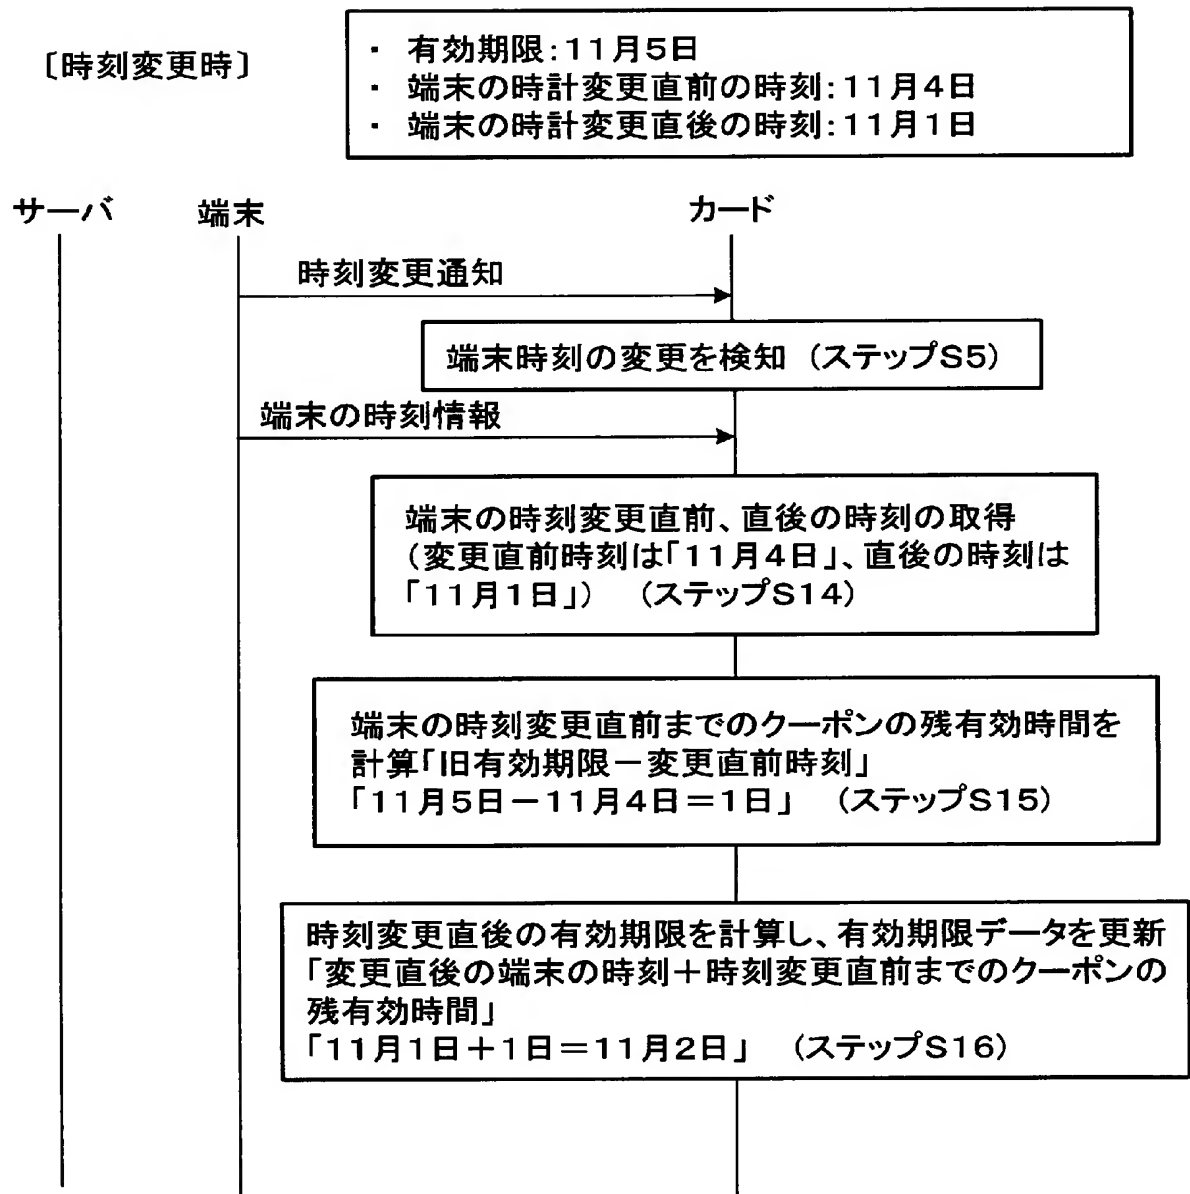 〔時刻変更時〕
・ 有効期限:11月5日
・ 端末の時計変更直前の時刻:11月4日
・ 端末の時計変更直後の時刻:11月1日
サーバ 端末 カード
時刻変更通知
端末時刻の変更を検知 (ステップS5)
端末の時刻情報
端末の時刻変更直前、直後の時刻の取得
(変更直前時刻は「11月4日」、直後の時刻は
「11月1日」) (ステップS14)
端末の時刻変更直前までのクーポンの残有効時間を
計算「旧有効期限－変更直前時刻」
「11月5日－11月4日＝1日」 (ステップS15)
時刻変更直後の有効期限を計算し、有効期限データを更新
「変更直後の端末の時刻＋時刻変更直前までのクーポンの
残有効時間」
「11月1日＋1日＝11月2日」 (ステップS16)